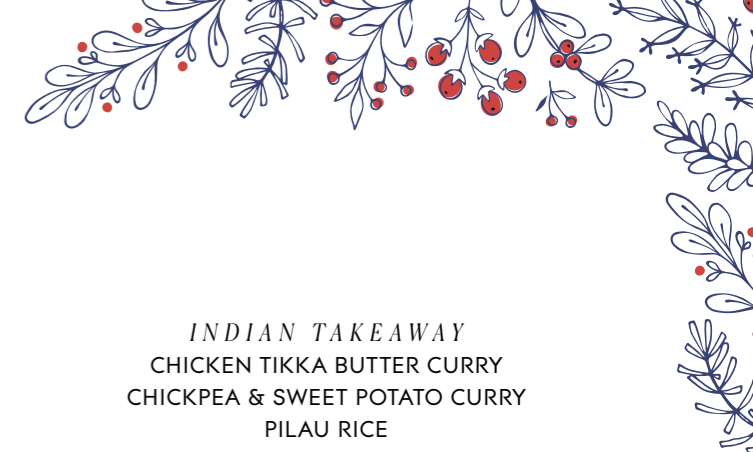 INDIAN TAKEAWAY
CHICKEN TIKKA BUTTER CURRY
CHICKPEA & SWEET POTATO CURRY
PILAU RICE